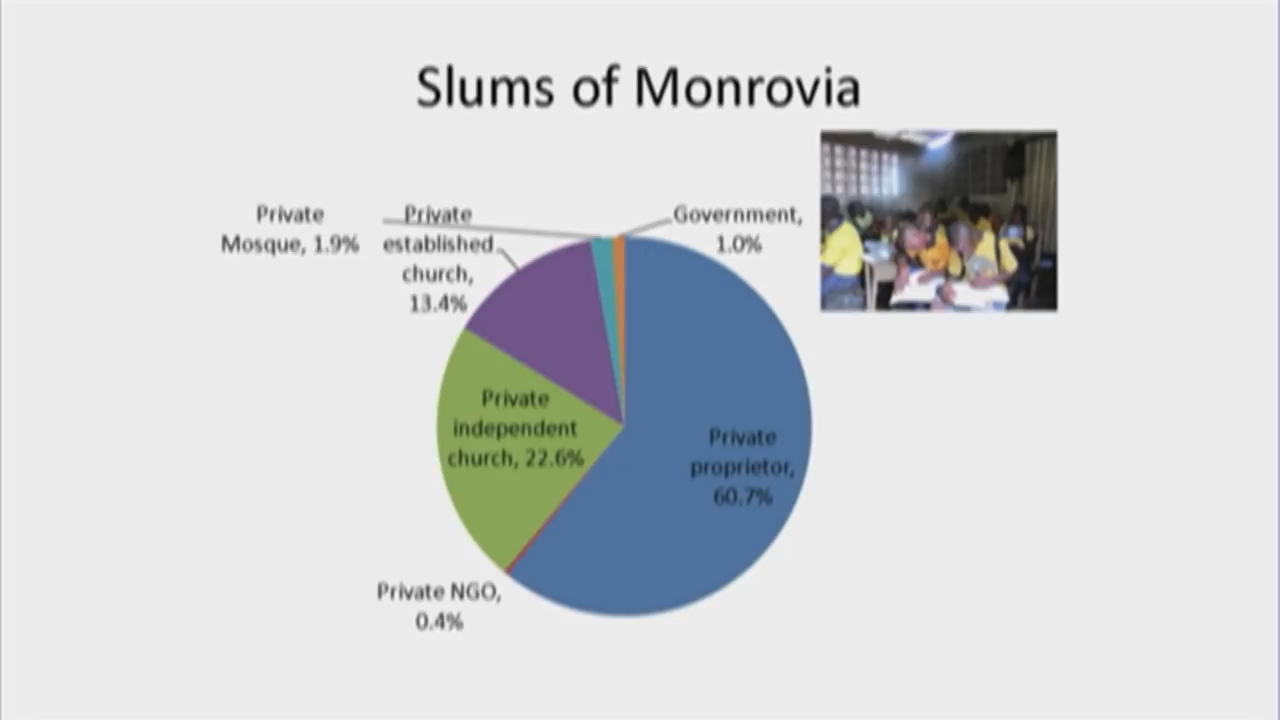 Slums of Monrovia
Private
Mosque, 1.9%
Private
established
church,
13.4%
Government,
1.0%
Private
independent
church, 22.6%
Private
proprietor,
60.7%
Private NGO,
0.4%